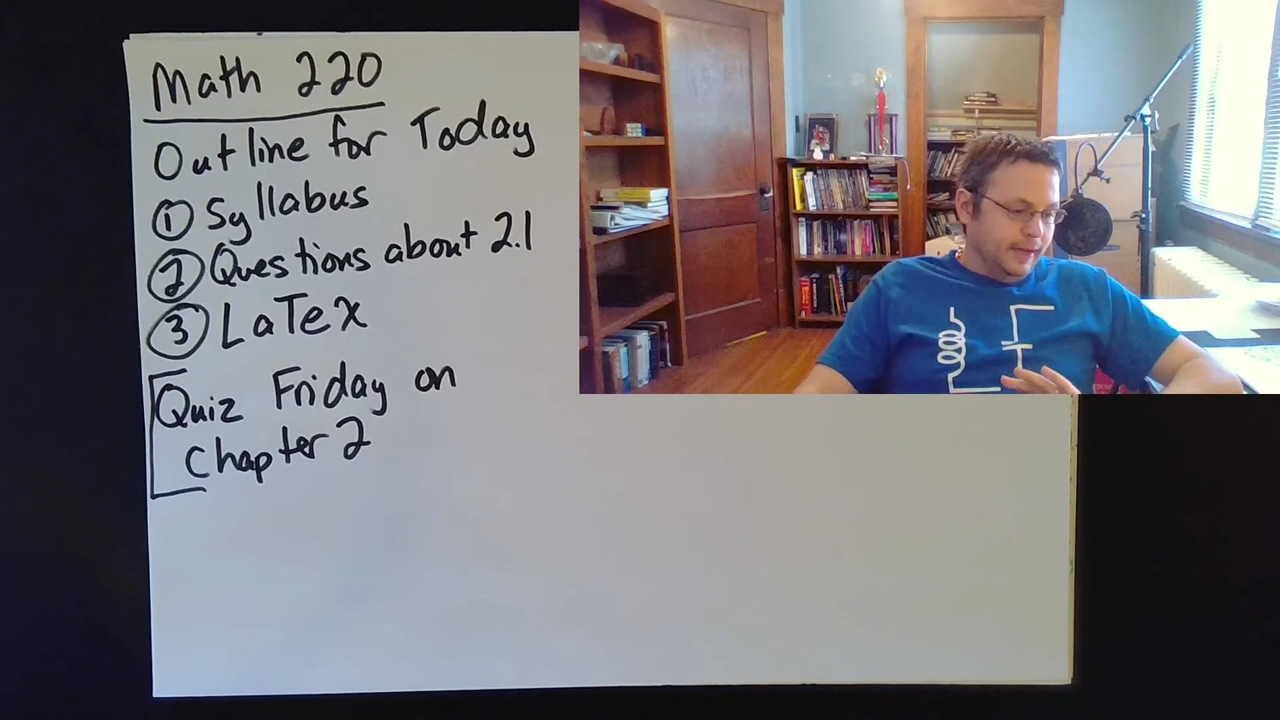 Math 220
Outline for Today
① Syllabus
② Questions about 2.1
③ LaTex
Quiz Friday on
Chapter 2